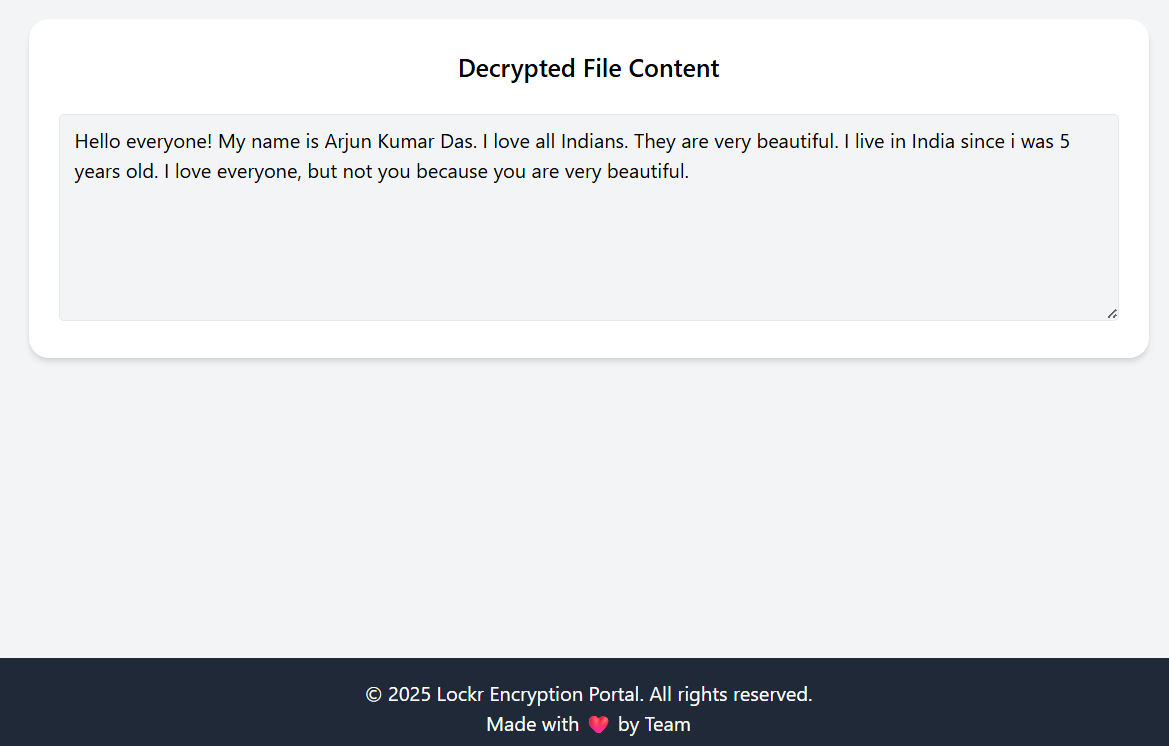 Decrypted File Content
Hello everyone! My name is Arjun Kumar Das. I love all Indians. They are very beautiful. I live in India since i was 5
years old. I love everyone, but not you because you are very beautiful.
© 2025 Lockr Encryption Portal. All rights reserved.
Made with ❤️ by Team